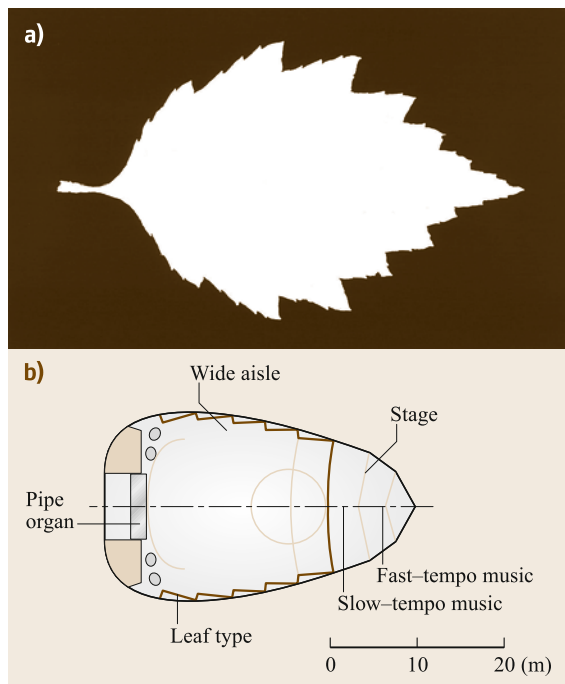 a)
b)
Wide aisle
Stage
Pipe
organ
Fast–tempo music
Slow–tempo music
Leaf type
0 10 20 (m)